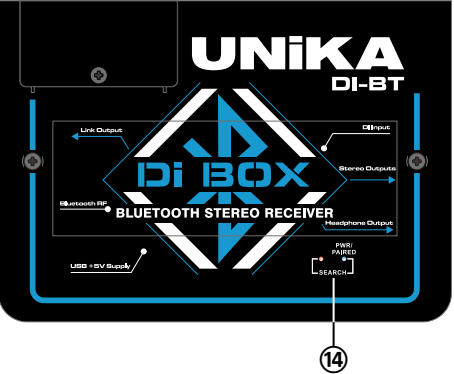 UNiKA
DI-BT
Link Output
DI Input
Di BOX
Stereo Outputs
Bluetooth RF
BLUETOOTH STEREO RECEIVER
Headphone Output
USB +5V Supply
PWR/
PAIRED
SEARCH
14